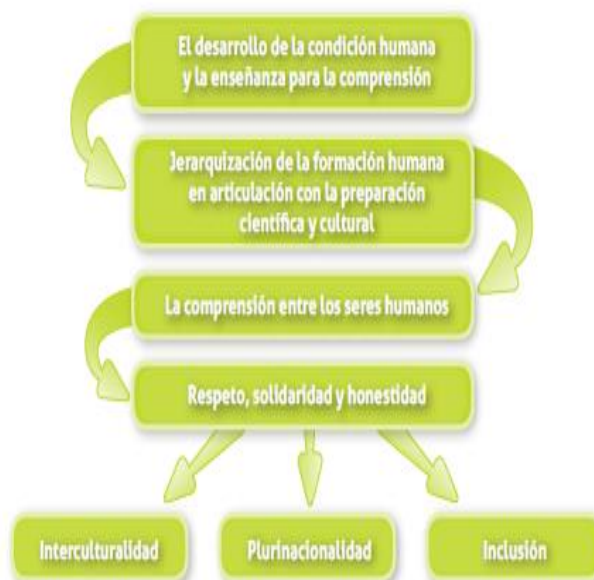 El desarrollo de la condición humana
y la enseñanza para la comprensión
Jerarquización de la formación humana
en articulación con la preparación
científica y cultural
La comprensión entre los seres humanos
Respeto, solidaridad y honestidad
Interculturalidad
Plurinacionalidad
Inclusión